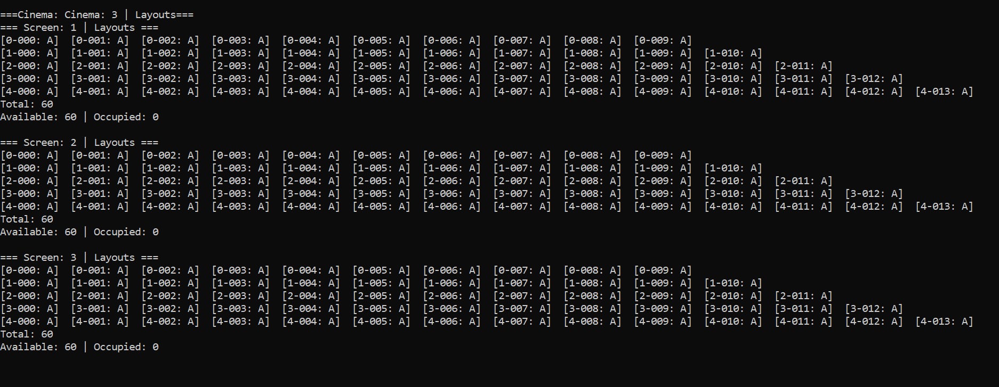 ===Cinema: Cinema: 3 | Layouts===
=== Screen: 1 | Layouts ===
[0-000: A]  [0-001: A]  [0-002: A]  [0-003: A]  [0-004: A]  [0-005: A]  [0-006: A]  [0-007: A]  [0-008: A]  [0-009: A]
[1-000: A]  [1-001: A]  [1-002: A]  [1-003: A]  [1-004: A]  [1-005: A]  [1-006: A]  [1-007: A]  [1-008: A]  [1-009: A]  [1-010: A]
[2-000: A]  [2-001: A]  [2-002: A]  [2-003: A]  [2-004: A]  [2-005: A]  [2-006: A]  [2-007: A]  [2-008: A]  [2-009: A]  [2-010: A]  [2-011: A]
[3-000: A]  [3-001: A]  [3-002: A]  [3-003: A]  [3-004: A]  [3-005: A]  [3-006: A]  [3-007: A]  [3-008: A]  [3-009: A]  [3-010: A]  [3-011: A]  [3-012: A]
[4-000: A]  [4-001: A]  [4-002: A]  [4-003: A]  [4-004: A]  [4-005: A]  [4-006: A]  [4-007: A]  [4-008: A]  [4-009: A]  [4-010: A]  [4-011: A]  [4-012: A]  [4-013: A]
Total: 60
Available: 60 | Occupied: 0
=== Screen: 2 | Layouts ===
[0-000: A]  [0-001: A]  [0-002: A]  [0-003: A]  [0-004: A]  [0-005: A]  [0-006: A]  [0-007: A]  [0-008: A]  [0-009: A]
[1-000: A]  [1-001: A]  [1-002: A]  [1-003: A]  [1-004: A]  [1-005: A]  [1-006: A]  [1-007: A]  [1-008: A]  [1-009: A]  [1-010: A]
[2-000: A]  [2-001: A]  [2-002: A]  [2-003: A]  [2-004: A]  [2-005: A]  [2-006: A]  [2-007: A]  [2-008: A]  [2-009: A]  [2-010: A]  [2-011: A]
[3-000: A]  [3-001: A]  [3-002: A]  [3-003: A]  [3-004: A]  [3-005: A]  [3-006: A]  [3-007: A]  [3-008: A]  [3-009: A]  [3-010: A]  [3-011: A]  [3-012: A]
[4-000: A]  [4-001: A]  [4-002: A]  [4-003: A]  [4-004: A]  [4-005: A]  [4-006: A]  [4-007: A]  [4-008: A]  [4-009: A]  [4-010: A]  [4-011: A]  [4-012: A]  [4-013: A]
Total: 60
Available: 60 | Occupied: 0
=== Screen: 3 | Layouts ===
[0-000: A]  [0-001: A]  [0-002: A]  [0-003: A]  [0-004: A]  [0-005: A]  [0-006: A]  [0-007: A]  [0-008: A]  [0-009: A]
[1-000: A]  [1-001: A]  [1-002: A]  [1-003: A]  [1-004: A]  [1-005: A]  [1-006: A]  [1-007: A]  [1-008: A]  [1-009: A]  [1-010: A]
[2-000: A]  [2-001: A]  [2-002: A]  [2-003: A]  [2-004: A]  [2-005: A]  [2-006: A]  [2-007: A]  [2-008: A]  [2-009: A]  [2-010: A]  [2-011: A]
[3-000: A]  [3-001: A]  [3-002: A]  [3-003: A]  [3-004: A]  [3-005: A]  [3-006: A]  [3-007: A]  [3-008: A]  [3-009: A]  [3-010: A]  [3-011: A]  [3-012: A]
[4-000: A]  [4-001: A]  [4-002: A]  [4-003: A]  [4-004: A]  [4-005: A]  [4-006: A]  [4-007: A]  [4-008: A]  [4-009: A]  [4-010: A]  [4-011: A]  [4-012: A]  [4-013: A]
Total: 60
Available: 60 | Occupied: 0